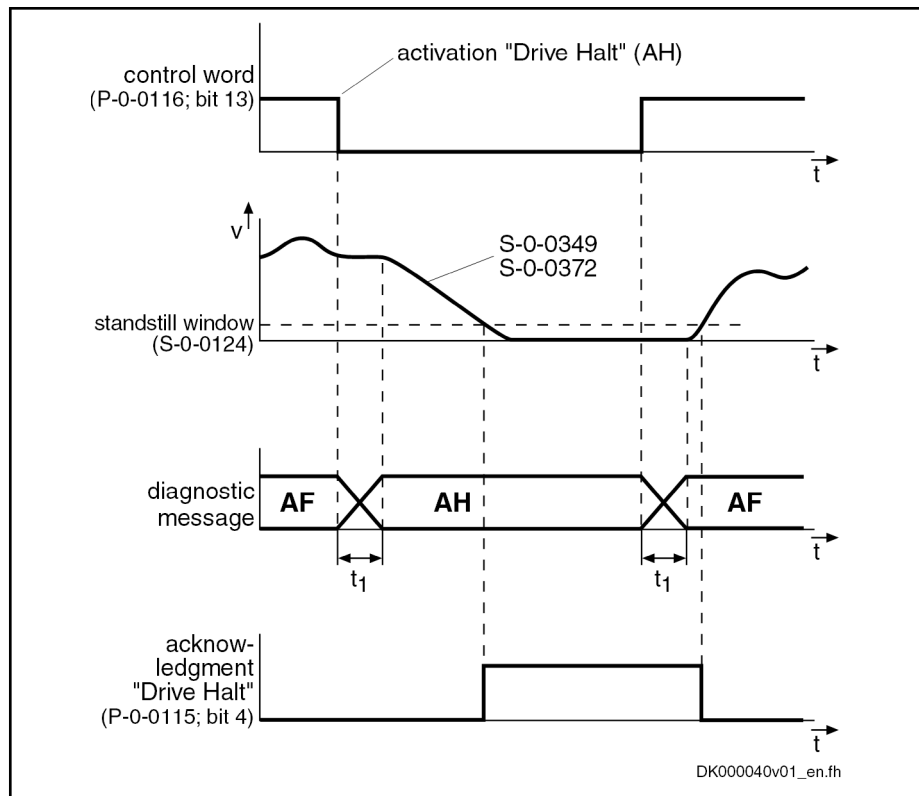 activation "Drive Halt" (AH)
control word
(P-0-0116; bit 13)
t
v
S-0-0349
S-0-0372
standstill window
(S-0-0124)
t
diagnostic
message
AF
AH
AF
t
t1
t1
acknow-
ledgment
"Drive Halt"
(P-0-0115; bit 4)
t
DK000040v01_en.fh